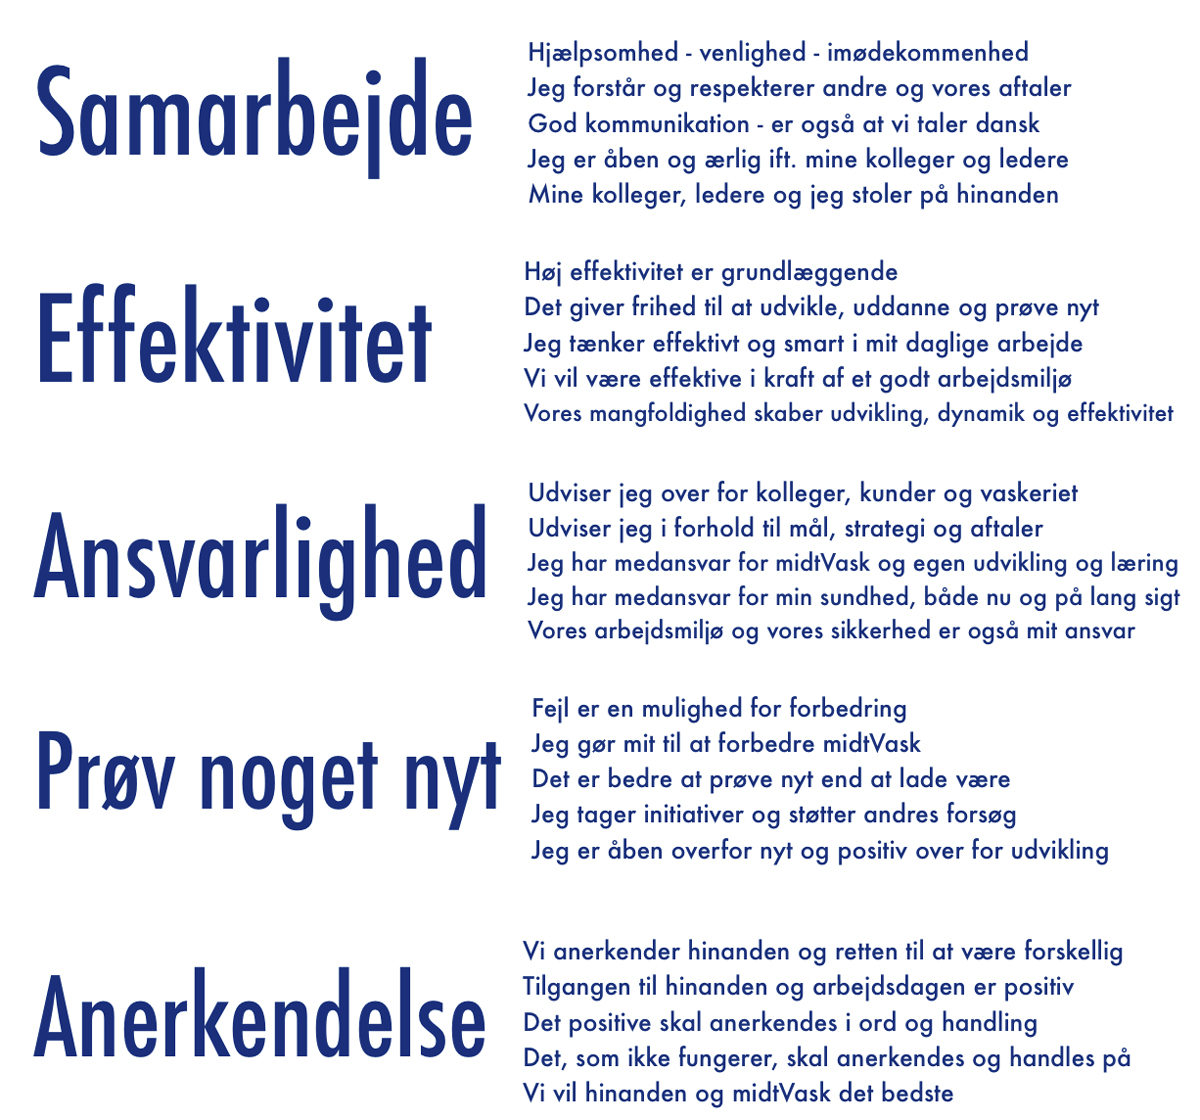 Samarbejde
Hjælpsomhed - venlighed - imødekommenhed
Jeg forstår og respekterer andre og vores aftaler
God kommunikation - er også at vi taler dansk
Jeg er åben og ærlig ift. mine kolleger og ledere
Mine kolleger, ledere og jeg stoler på hinanden
Effektivitet
Høj effektivitet er grundlæggende
Det giver frihed til at udvikle, uddanne og prøve nyt
Jeg tænker effektivt og smart i mit daglige arbejde
Vi vil være effektive i kraft af et godt arbejdsmiljø
Vores mangfoldighed skaber udvikling, dynamik og effektivitet
Ansvarlighed
Udviser jeg over for kolleger, kunder og vaskeriet
Udviser jeg i forhold til mål, strategi og aftaler
Jeg har medansvar for midtVask og egen udvikling og læring
Jeg har medansvar for min sundhed, både nu og på lang sigt
Vores arbejdsmiljø og vores sikkerhed er også mit ansvar
Prøv noget nyt
Fejl er en mulighed for forbedring
Jeg gør mit til at forbedre midtVask
Det er bedre at prøve nyt end at lade være
Jeg tager initiativer og støtter andres forsøg
Jeg er åben overfor nyt og positiv over for udvikling
Anerkendelse
Vi anerkender hinanden og retten til at være forskellig
Tilgangen til hinanden og arbejdsdagen er positiv
Det positive skal anerkendes i ord og handling
Det, som ikke fungerer, skal anerkendes og handles på
Vi vil hinanden og midtVask det bedste